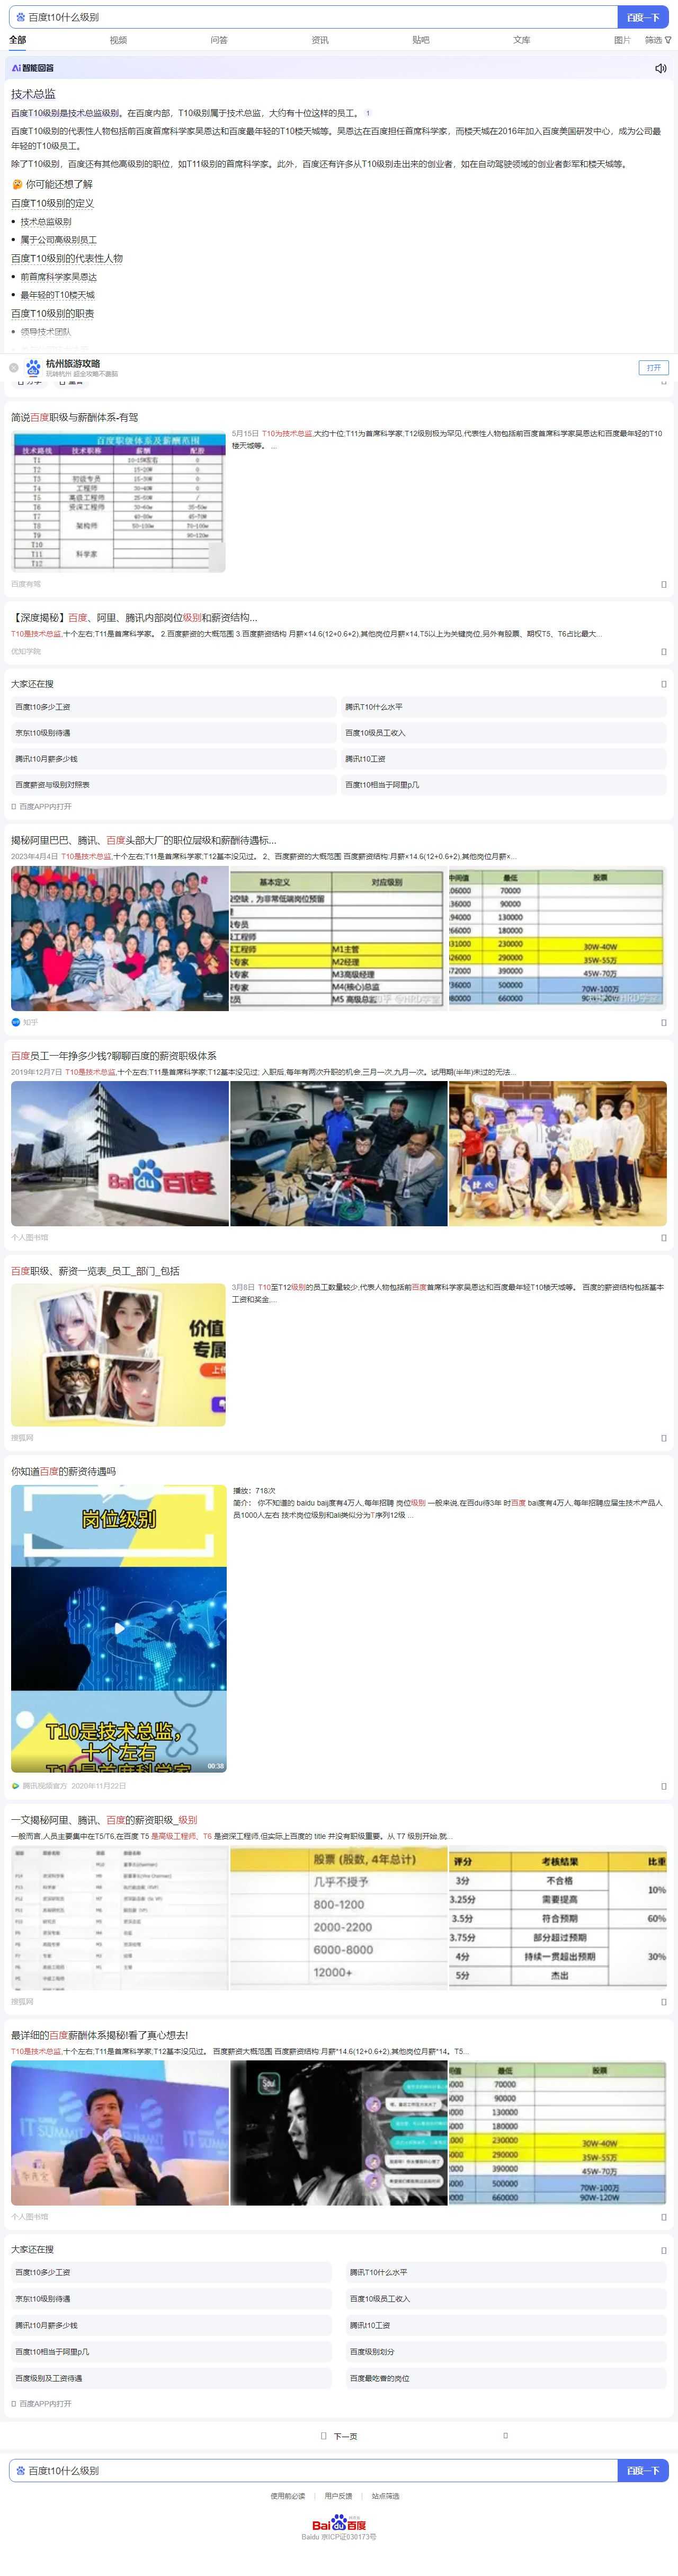 百度t10什么级别
百度一下
全部
视频
问答
资讯
贴吧
文库
图片
筛选
Ai智能回答
技术总监
百度T10级别是技术总监级别。在百度内部，T10级别属于技术总监，大约有十位这样的员工。 1
百度T10级别的代表性人物包括前百度首席科学家吴恩达和百度最年轻的T10楼天城等。吴恩达在百度担任首席科学家，而楼天城在2016年加入百度美国研发中心，成为公司最
年轻的T10级员工。
除了T10级别，百度还有其他高级别的职位，如T11级别的首席科学家。此外，百度还有许多从T10级别走出来的创业者，如在自动驾驶领域的创业者彭军和楼天城等。
你可能还想了解
百度T10级别的定义
技术总监级别
属于公司高级别员工
百度T10级别的代表性人物
前首席科学家吴恩达
最年轻的T10楼天城
百度T10级别的职责
领导技术团队
杭州旅游攻略
玩转杭州 超全攻略不踩坑
打开
简说百度职级与薪酬体系-有驾
百度职级体系及薪酬范围
技术路线
技术职称
薪酬
配股
T1
T2
T3
初级专员
T4
工程师
T5
高级工程师
T6
资深工程师
T7
T8
架构师
T9
T10
T11
科学家
T12
5月15日 T10为技术总监,大约十位;T11为首席科学家;T12级别极为罕见,代表性人物包括前百度首席科学家吴恩达和百度最年轻的T10
楼天城等。 ...
百度有驾
【深度揭秘】百度、阿里、腾讯内部岗位级别和薪资结构...
T10是技术总监,十个左右;T11是首席科学家。 2.百度薪资的大概范围 3.百度薪资结构 月薪×14.6(12+0.6+2),其他岗位月薪×14,T5以上为关键岗位,另外有股票、期权T5、T6占比最大...
优知学院
大家还在搜
百度t10多少工资
腾讯T10什么水平
京东t10级别待遇
百度10级员工收入
腾讯t10月薪多少钱
腾讯t10工资
百度薪资与级别对照表
百度t10相当于阿里p几
百度APP内打开
揭秘阿里巴巴、腾讯、百度头部大厂的职位层级和薪酬待遇标...
2023年4月4日 T10是技术总监,十个左右;T11是首席科学家;T12基本没见过。 2、百度薪资的大概范围 百度薪资结构:月薪×14.6(12+0.6+2),其他岗位月薪×...
基本定义
对应级别
设空缺，为非常低端岗位预留
级工程师
M1主管
级专家
M2经理
级专家
M3高级经理
M4(核心)总监
M5 高级总监
中间值
最低
股票
106000
70000
136000
90000
194000
130000
266000
180000
331000
230000
30W-40W
426000
290000
35W-55万
572000
390000
45W-70万
736000
500000
70W-100万
980000
660000
知乎
百度员工一年挣多少钱?聊聊百度的薪资职级体系
2019年12月7日 T10是技术总监,十个左右;T11是首席科学家;T12基本没见过; 入职后,每年有两次升职的机会,三月一次,九月一次。试用期(半年)未过的无法...
Baidu百度
个人图书馆
百度职级、薪资一览表_员工_部门_包括
价值
专属
上传
3月8日 T10至T12级别的员工数量较少,代表人物包括前百度首席科学家吴恩达和百度最年轻T10楼天城等。 百度的薪资结构包括基本
工资和奖金...
搜狐网
你知道百度的薪资待遇吗
岗位级别
T10是技术总监，
十个左右
T11是首席科学家
00:38
播放：718次
简介： 你不知道的 baidu baij度有4万人,每年招聘 岗位级别 一般来说,在百du待3年 时百度 bai度有4万人,每年招聘应届生技术产品人
员1000人左右 技术岗位级别和ali类似分为T序列12级 ...
腾讯视频官方 2020年11月22日
一文揭秘阿里、腾讯、百度的薪资职级_级别
一般而言,人员主要集中在T5/T6,在百度 T5 是高级工程师、T6 是资深工程师,但实际上百度的 title 并没有职级重要。从 T7 级别开始,就...
股票 (股数, 4年总计)
几乎不授予
800-1200
2000-2200
6000-8000
12000+
评分
考核结果
比重
3分
不合格
10%
3.25分
需要提高
3.5分
符合预期
60%
3.75分
部分超过预期
4分
持续一贯超出预期
30%
5分
杰出
搜狐网
最详细的百度薪酬体系揭秘!看了真心想去!
T10是技术总监,十个左右;T11是首席科学家;T12基本没见过。 百度薪资大概范围 百度薪资结构:月薪*14.6(12+0.6+2),其他岗位月薪*14。T5...
IT SUMMIT
Soul
最低
股票
70000
90000
130000
180000
230000
30W-40W
290000
35W-55万
390000
45W-70万
500000
70W-100万
660000
90W-120W
个人图书馆
大家还在搜
百度t10多少工资
腾讯T10什么水平
京东t10级别待遇
百度10级员工收入
腾讯t10月薪多少钱
腾讯t10工资
百度t10相当于阿里p几
百度级别划分
百度级别及工资待遇
百度最吃香的岗位
百度APP内打开
下一页
百度t10什么级别
百度一下
使用前必读
用户反馈
站点筛选
Baidu百度
Baidu 京ICP证030173号